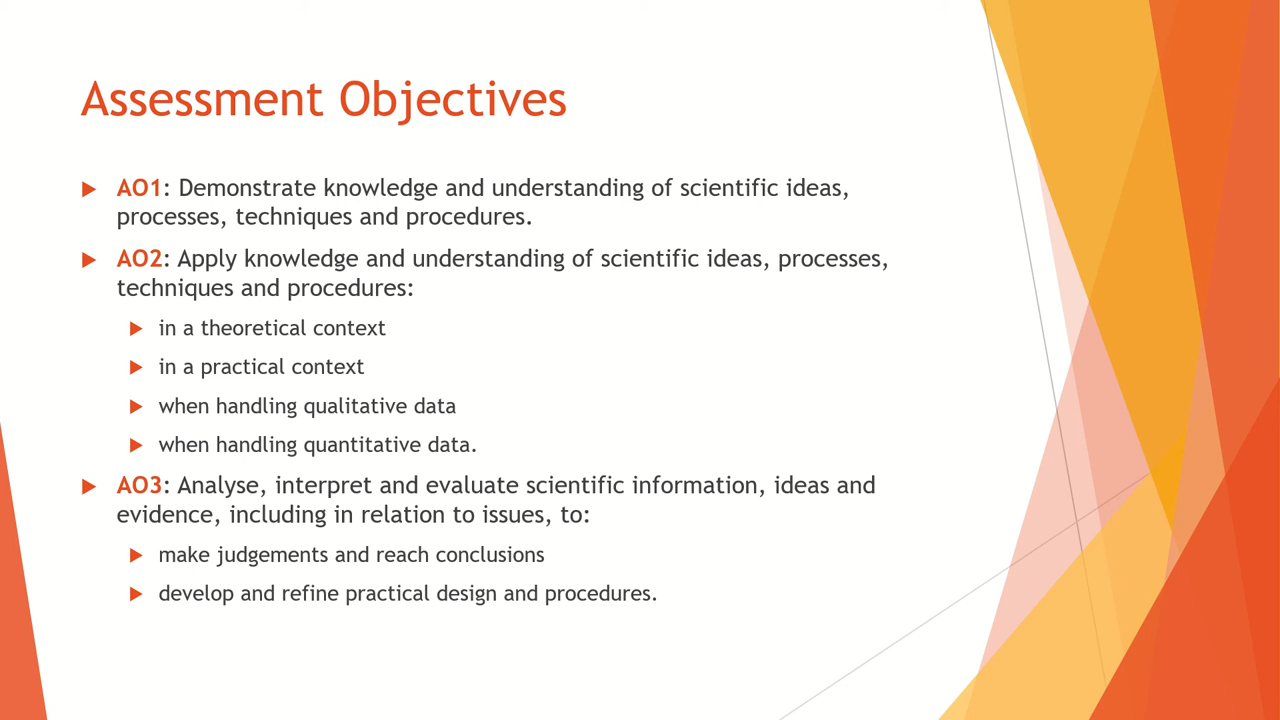 Assessment Objectives
AO1: Demonstrate knowledge and understanding of scientific ideas,
processes, techniques and procedures.
AO2: Apply knowledge and understanding of scientific ideas, processes,
techniques and procedures:
in a theoretical context
in a practical context
when handling qualitative data
when handling quantitative data.
AO3: Analyse, interpret and evaluate scientific information, ideas and
evidence, including in relation to issues, to:
make judgements and reach conclusions
develop and refine practical design and procedures.